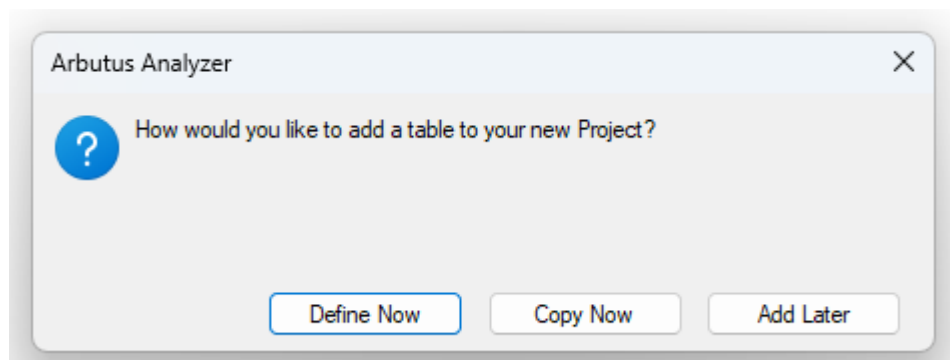 Arbutus Analyzer
How would you like to add a table to your new Project?
Define Now
Copy Now
Add Later